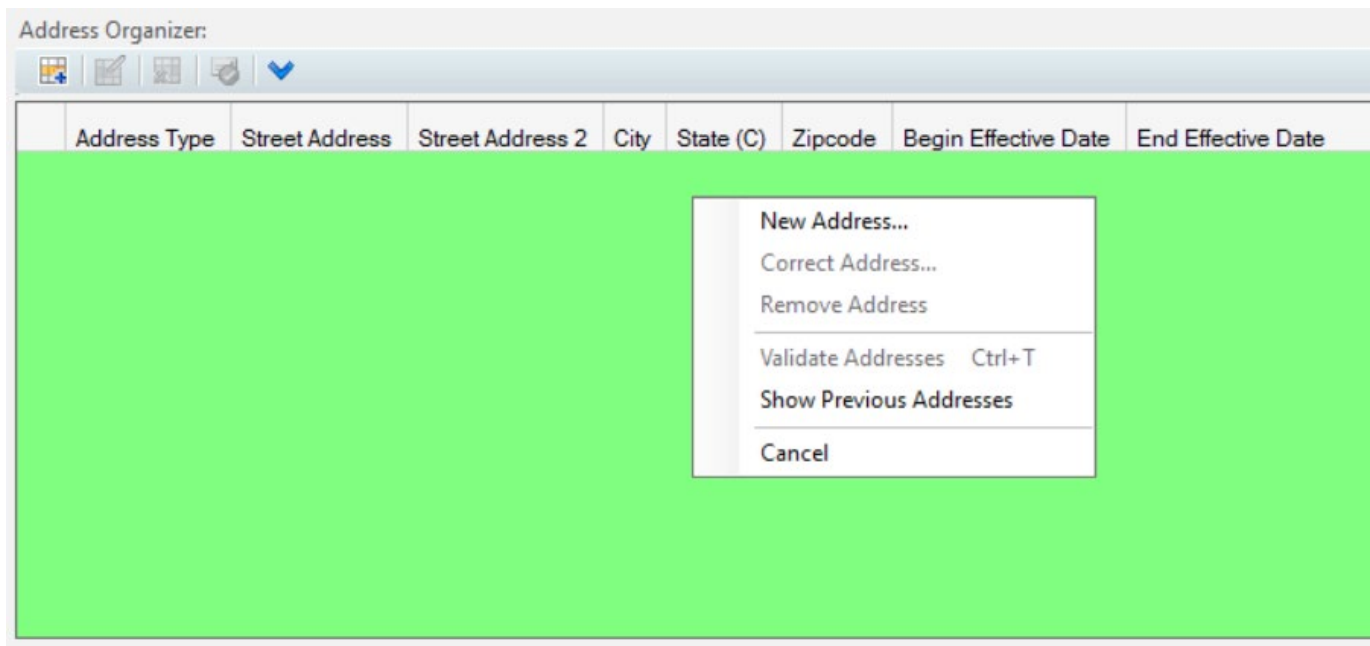 Address Organizer:
Address Type Street Address Street Address 2 City State (C) Zipcode Begin Effective Date End Effective Date
New Address...
Correct Address...
Remove Address
Validate Addresses Ctrl+T
Show Previous Addresses
Cancel